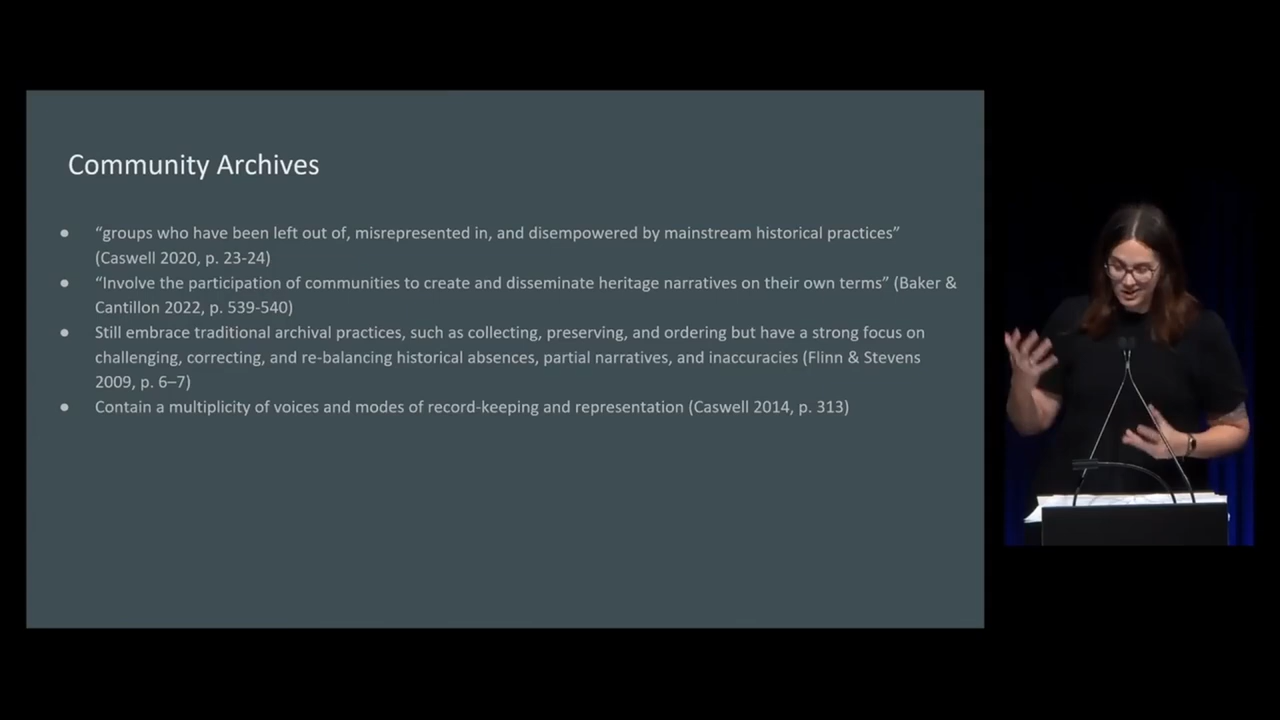 Community Archives
● “groups who have been left out of, misrepresented in, and disempowered by mainstream historical practices”
(Caswell 2020, p. 23-24)
● “Involve the participation of communities to create and disseminate heritage narratives on their own terms” (Baker &
Cantillon 2022, p. 539-540)
● Still embrace traditional archival practices, such as collecting, preserving, and ordering but have a strong focus on
challenging, correcting, and re-balancing historical absences, partial narratives, and inaccuracies (Flinn & Stevens
2009, p. 6–7)
● Contain a multiplicity of voices and modes of record-keeping and representation (Caswell 2014, p. 313)